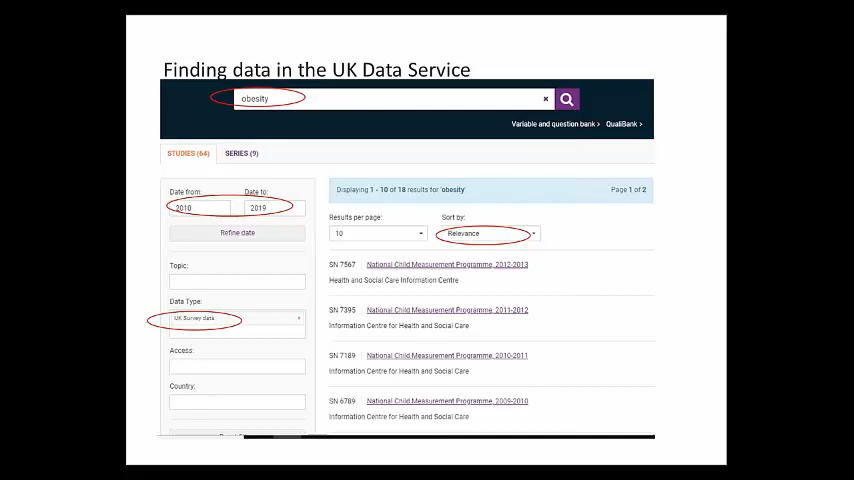 Finding data in the UK Data Service
obesity ×
Variable and question bank > QualiBank >
STUDIES (64) SERIES (9)
Date from: Date to:
2010 2019
Refine date
Topic:
Data Type:
UK Survey data ×
Access:
Country:
Displaying 1 - 10 of 18 results for 'obesity' Page 1 of 2
Results per page: Sort by:
10 Relevance
SN 7567 National Child Measurement Programme, 2012-2013
Health and Social Care Information Centre
SN 7395 National Child Measurement Programme, 2011-2012
Information Centre for Health and Social Care
SN 7189 National Child Measurement Programme, 2010-2011
Information Centre for Health and Social Care
SN 6789 National Child Measurement Programme, 2009-2010
Information Centre for Health and Social Care